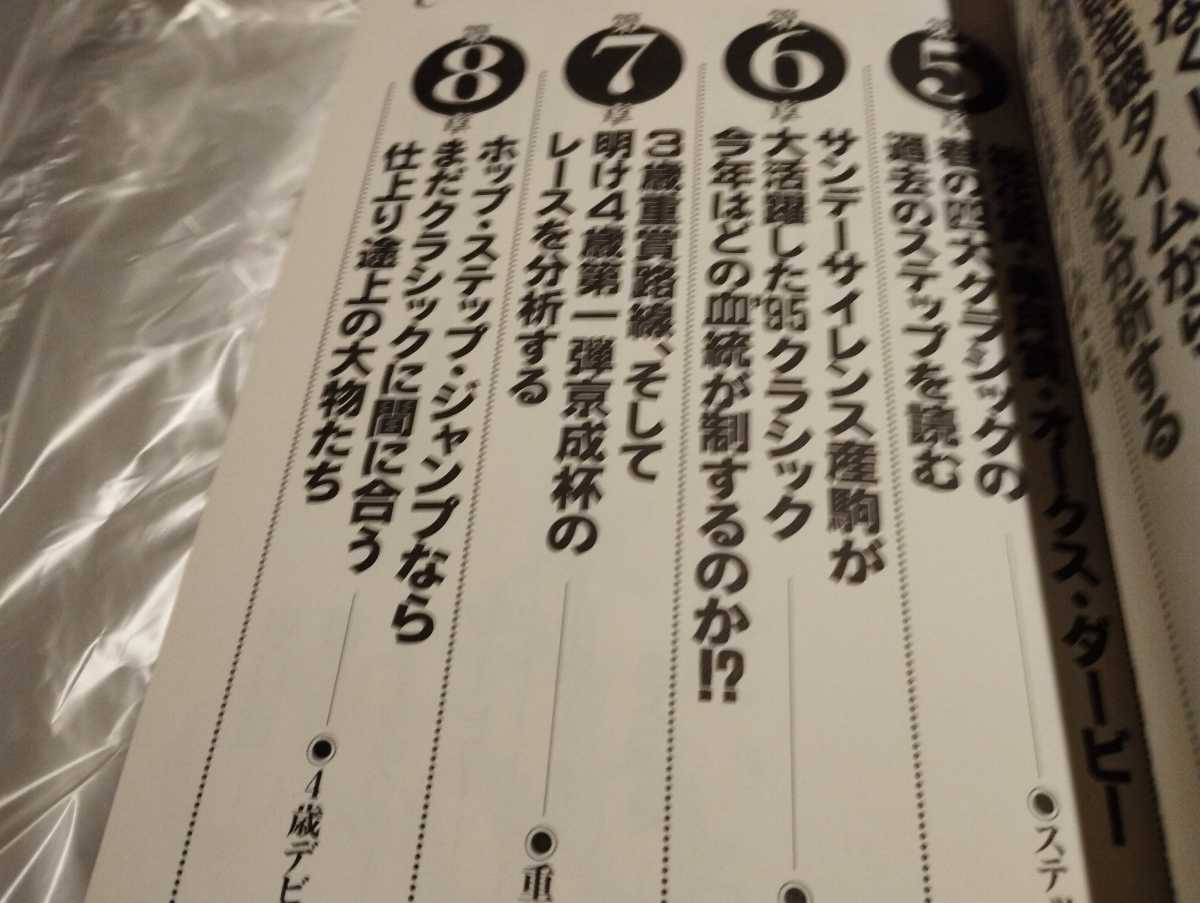 タイムが
を分析する
第5章
・オークス・ダービー
春の四大クラシックの
過去のステップを読む
ステ
第6章
サンデーサイレンス産駒が
大活躍した'95クラシック
今年はどの血統が制するのか!?
第7章
3歳重賞路線、そして
明け4歳第一弾京成杯の
レースを分析する
重
第8章
ホップ・ステップ・ジャンプなら
まだクラシックに間に合う
仕上り途上の大物たち
4歳デビ